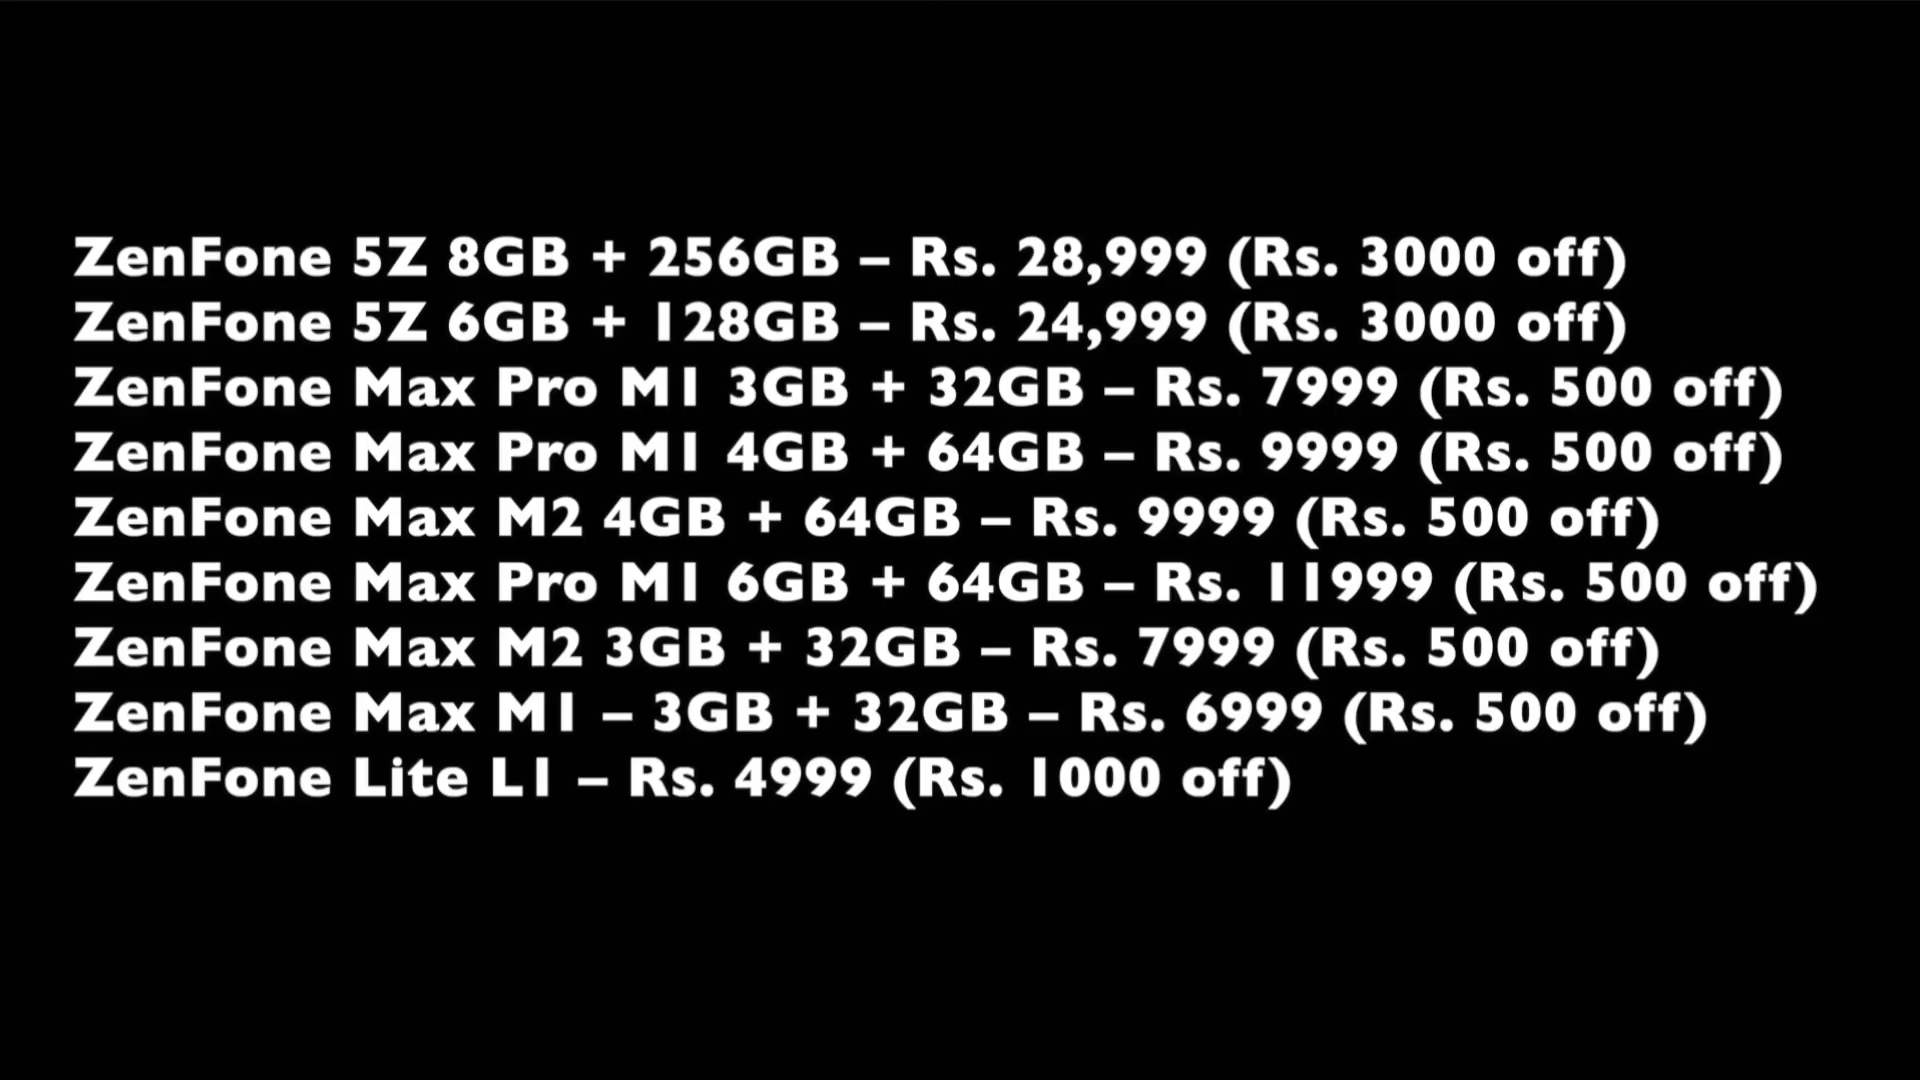 ZenFone 5Z 8GB + 256GB – Rs. 28,999 (Rs. 3000 off)
ZenFone 5Z 6GB + 128GB – Rs. 24,999 (Rs. 3000 off)
ZenFone Max Pro M1 3GB + 32GB – Rs. 7999 (Rs. 500 off)
ZenFone Max Pro M1 4GB + 64GB – Rs. 9999 (Rs. 500 off)
ZenFone Max M2 4GB + 64GB – Rs. 9999 (Rs. 500 off)
ZenFone Max Pro M1 6GB + 64GB – Rs. 11999 (Rs. 500 off)
ZenFone Max M2 3GB + 32GB – Rs. 7999 (Rs. 500 off)
ZenFone Max M1 – 3GB + 32GB – Rs. 6999 (Rs. 500 off)
ZenFone Lite L1 – Rs. 4999 (Rs. 1000 off)